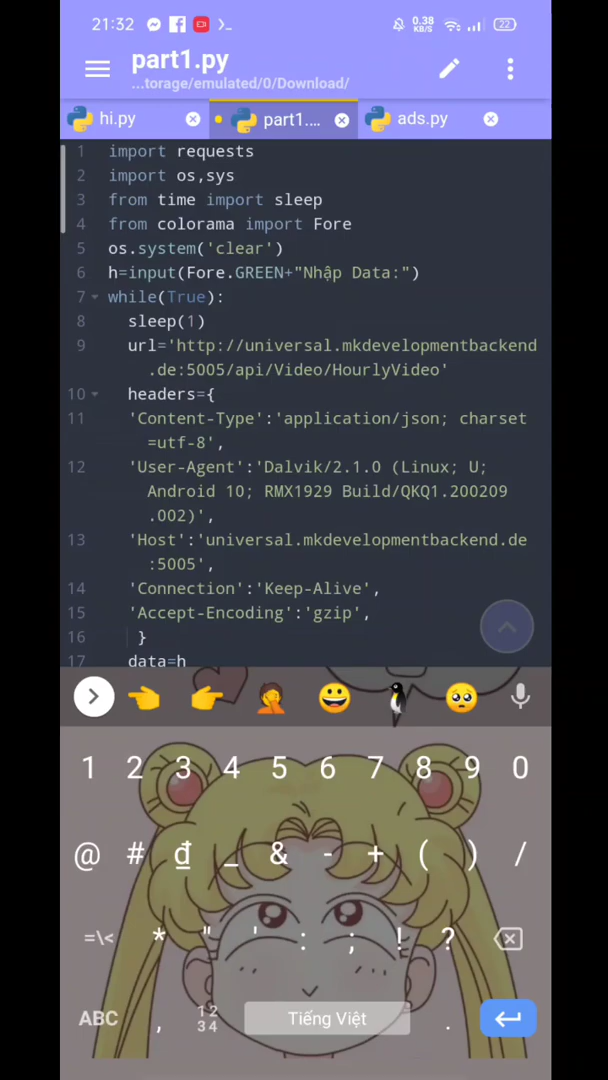 21:32
0.38
KB/S
22
part1.py
...torage/emulated/0/Download/
hi.py
part1....
ads.py
1 import requests
2 import os,sys
3 from time import sleep
4 from colorama import Fore
5 os.system('clear')
6 h=input(Fore.GREEN+"Nhập Data:")
7 while(True):
8 sleep(1)
9 url='http://universal.mkdevelopmentbackend
.de:5005/api/Video/HourlyVideo'
10 headers={
11 'Content-Type':'application/json; charset
=utf-8',
12 'User-Agent':'Dalvik/2.1.0 (Linux; U;
Android 10; RMX1929 Build/QKQ1.200209
.002)',
13 'Host':'universal.mkdevelopmentbackend.de
:5005',
14 'Connection':'Keep-Alive',
15 'Accept-Encoding':'gzip',
16 }
17 data=h
1 2 3 4 5 6 7 8 9 0
@ # đ _ & - + ( ) /
=\< * " ' : ; ! ?
ABC , 12 34 Tiếng Việt .